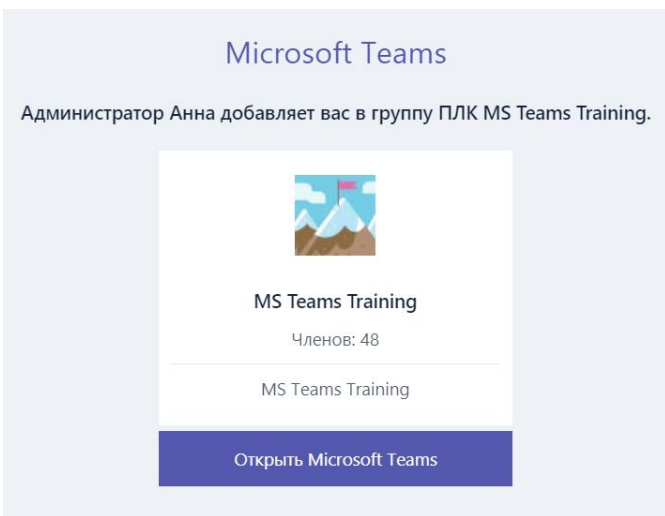 Microsoft Teams
Администратор Анна добавляет вас в группу ПЛК MS Teams Training.
MS Teams Training
Членов: 48
MS Teams Training
Открыть Microsoft Teams